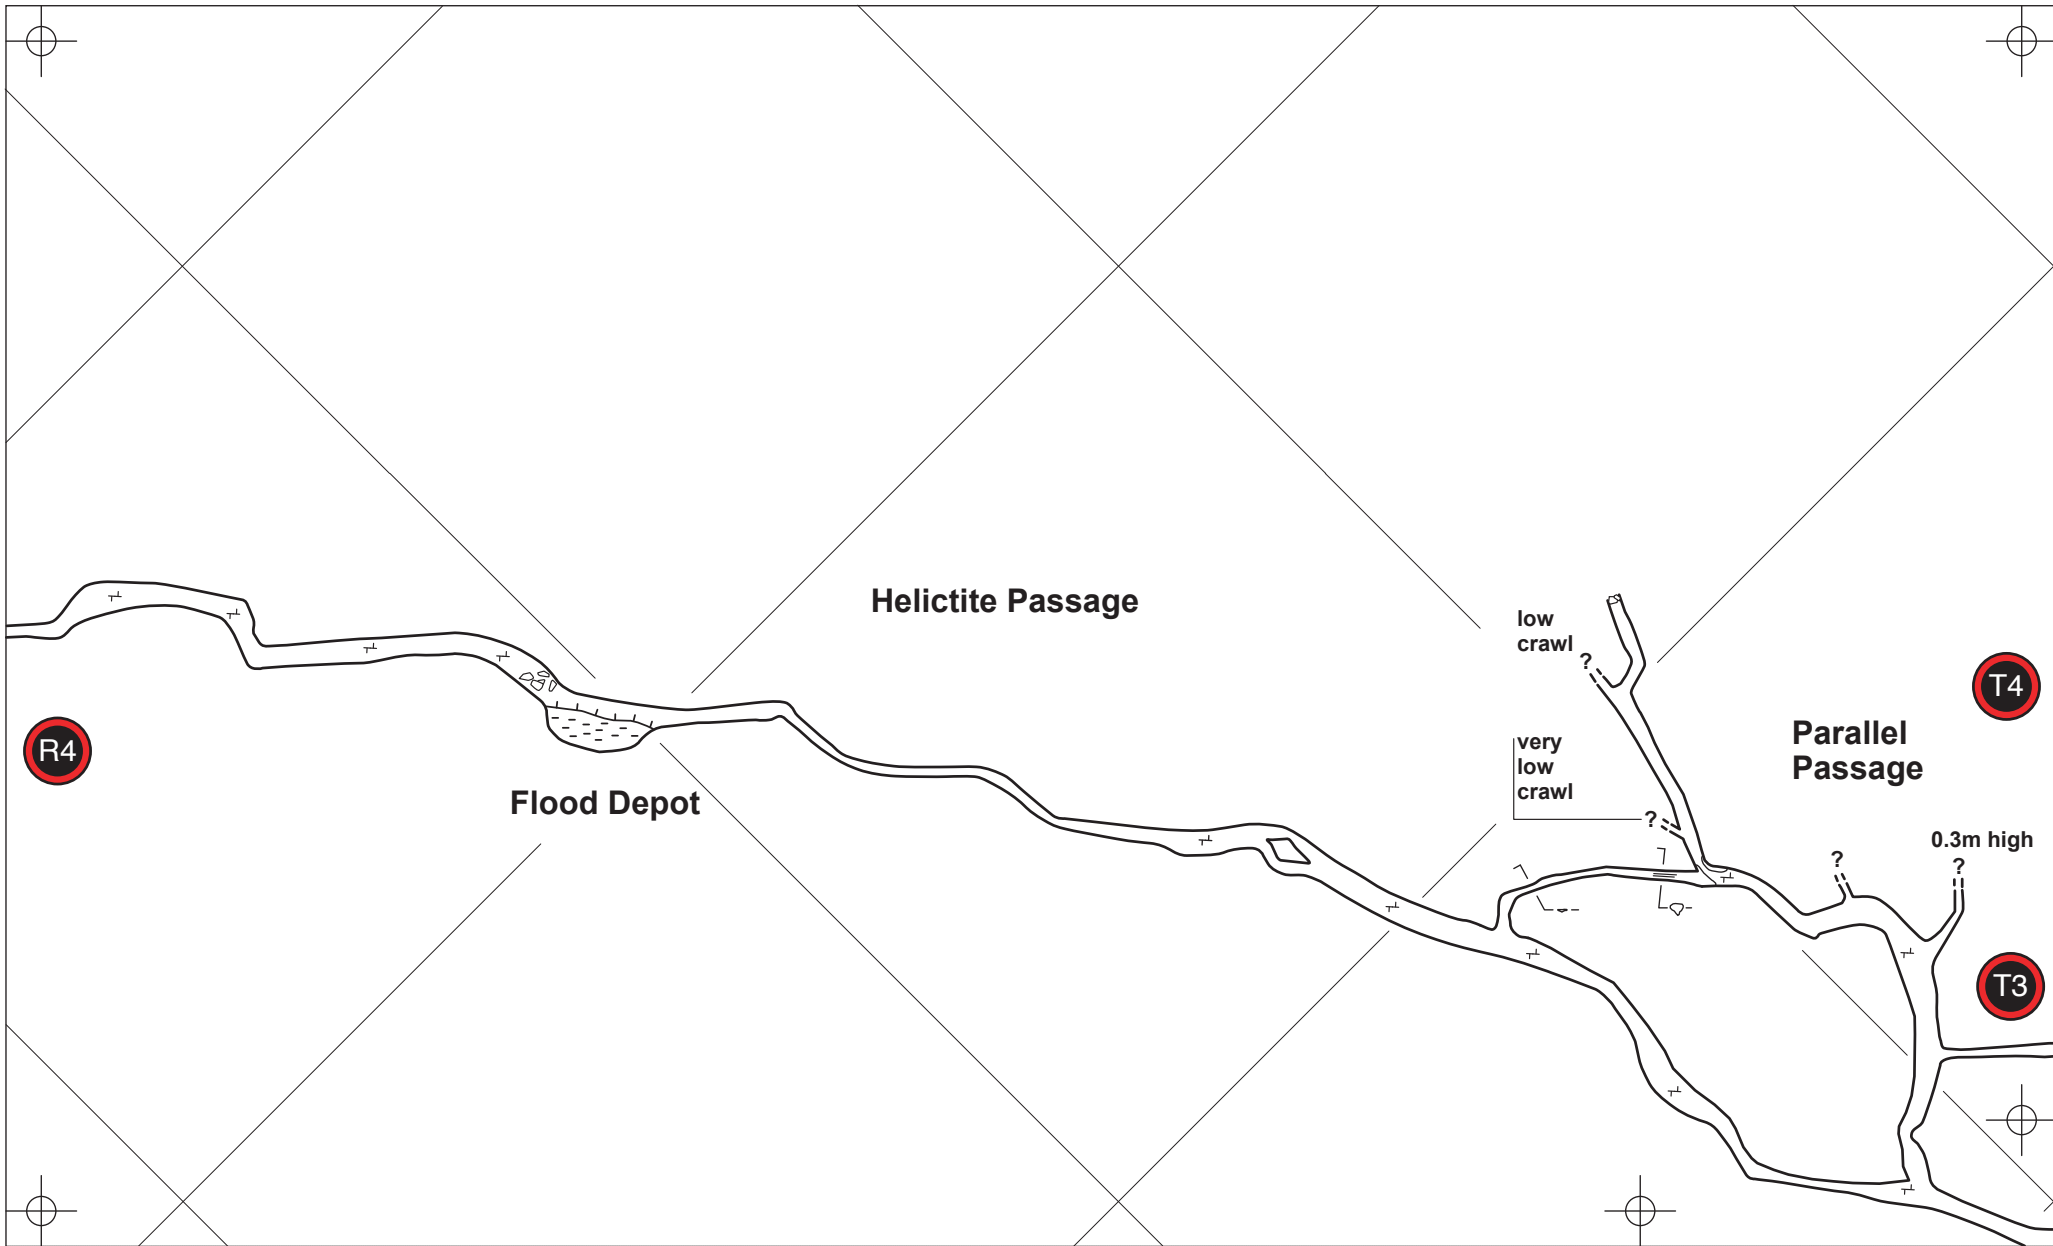 Helictite Passage
low
crawl
?
T4
Parallel
Passage
R4
very
low
crawl
Flood Depot
?
0.3m high
?
?
T3